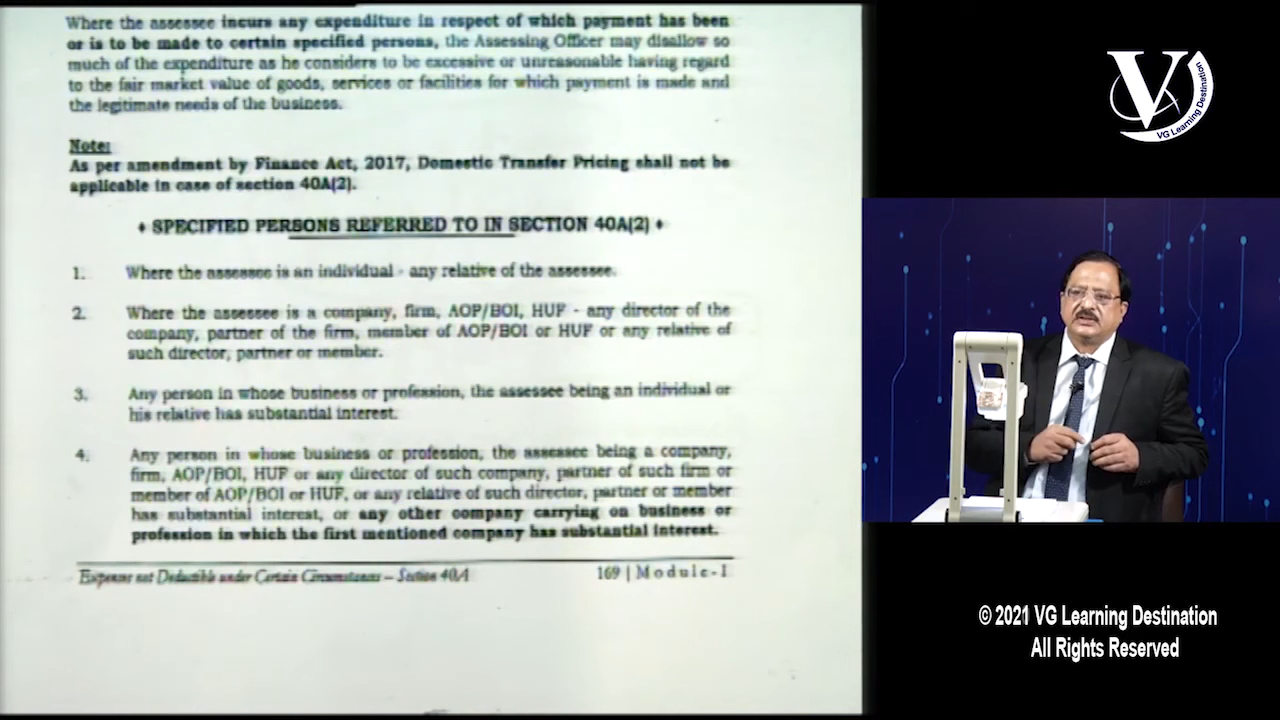 Where the assessee incurs any expenditure in respect of which payment has been
or is to be made to certain specified persons, the Assessing Officer may disallow so
much of the expenditure as he considers to be excessive or unreasonable having regard
to the fair market value of goods, services or facilities for which payment is made and
the legitimate needs of the business.
Note:
As per amendment by Finance Act, 2017, Domestic Transfer Pricing shall not be
applicable in case of section 40A(2).
♦ SPECIFIED PERSONS REFERRED TO IN SECTION 40A(2) ♦
1. Where the assessee is an individual - any relative of the assessee.
2. Where the assessee is a company, firm, AOP/BOI, HUF - any director of the
company, partner of the firm, member of AOP/BOI or HUF or any relative of
such director, partner or member.
3. Any person in whose business or profession, the assessee being an individual or
his relative has substantial interest.
4. Any person in whose business or profession, the assessee being a company,
firm, AOP/BOI, HUF or any director of such company, partner of such firm or
member of AOP/BOI or HUF, or any relative of such director, partner or member
has substantial interest, or any other company carrying on business or
profession in which the first mentioned company has substantial interest.
Expenses not Deductible under Certain Circumstances – Section 40A 169 | Module-I
V
VG Learning Destination
© 2021 VG Learning Destination
All Rights Reserved